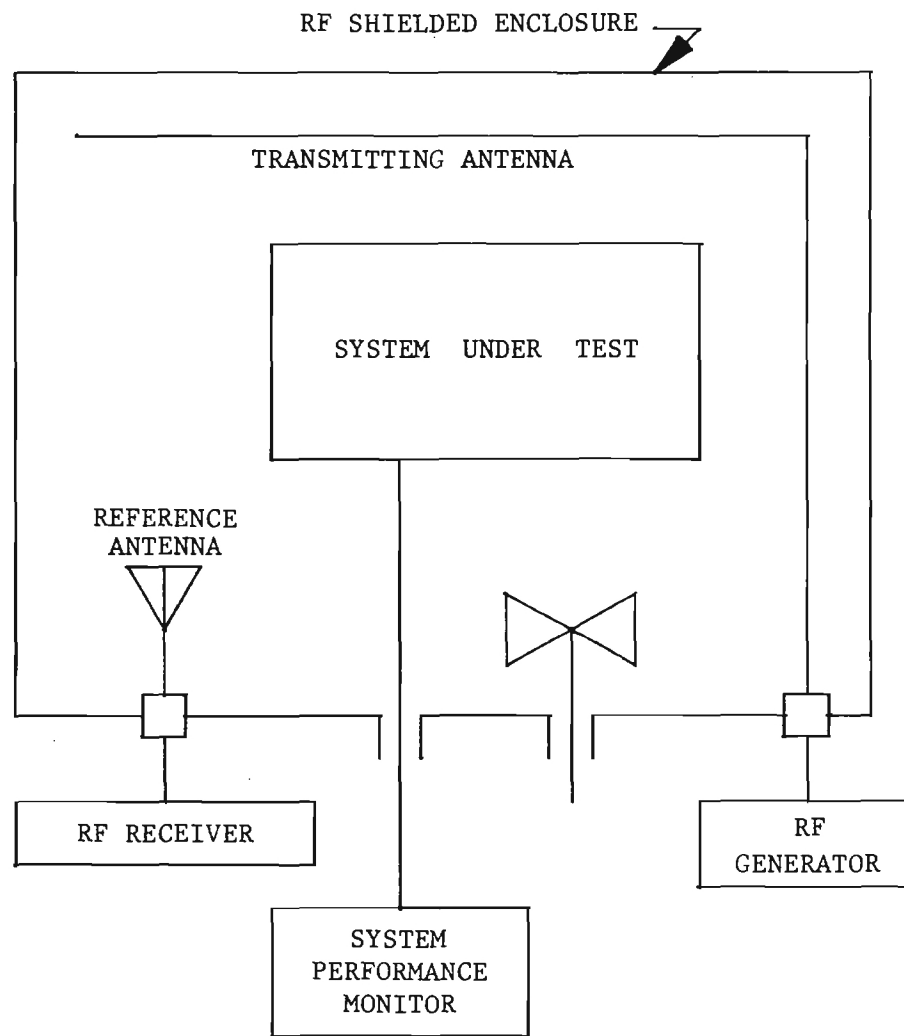 RF SHIELDED ENCLOSURE
TRANSMITTING ANTENNA
SYSTEM UNDER TEST
REFERENCE
ANTENNA
RF RECEIVER
RF
GENERATOR
SYSTEM
PERFORMANCE
MONITOR